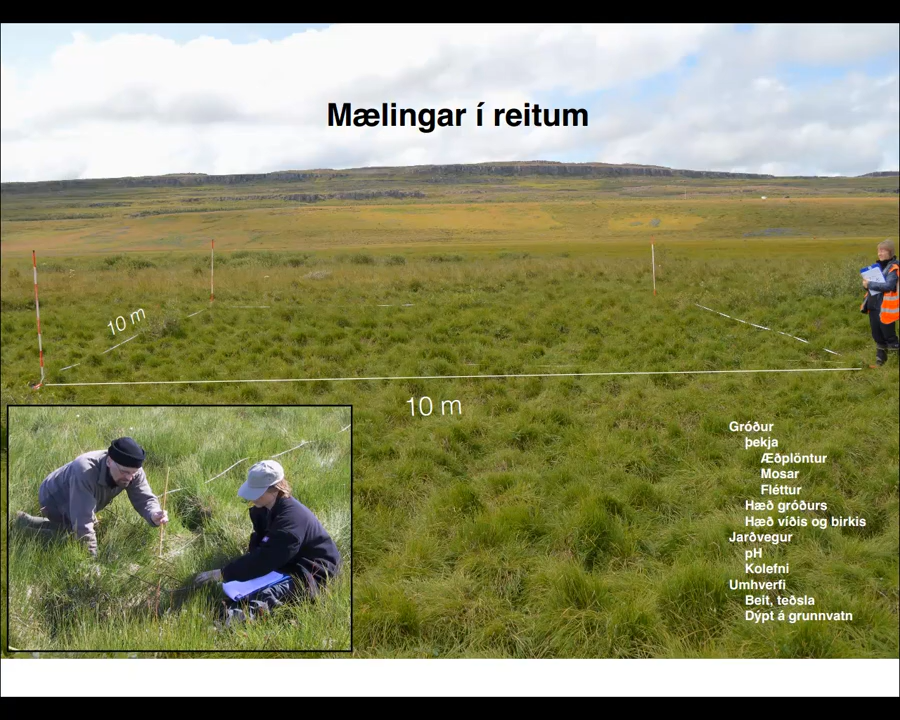 Mælingar í reitum
10 m
10 m
Gróður
þekja
Æðplöntur
Mosar
Fléttur
Hæð gróðurs
Hæð víðis og birkis
Jarðvegur
pH
Kolefni
Umhverfi
Beit, teðsla
Dýpt á grunnvatn